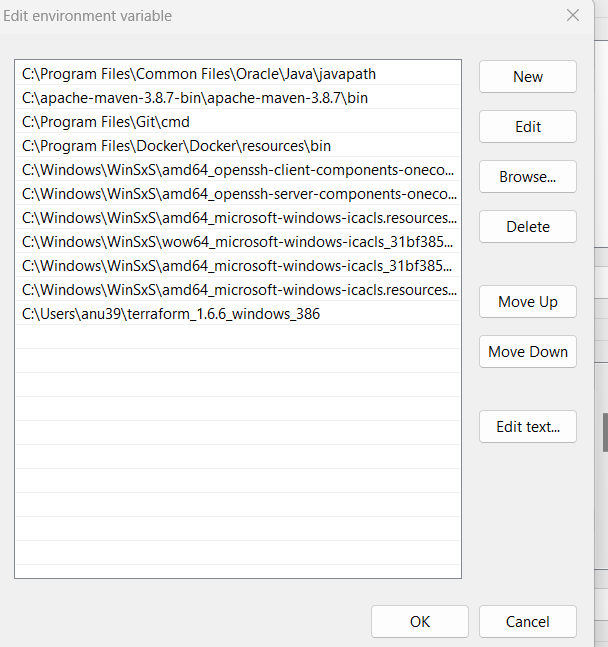 Edit environment variable
C:\Program Files\Common Files\Oracle\Java\javapath
C:\apache-maven-3.8.7-bin\apache-maven-3.8.7\bin
C:\Program Files\Git\cmd
C:\Program Files\Docker\Docker\resources\bin
C:\Windows\WinSxS\amd64_openssh-client-components-oneco...
C:\Windows\WinSxS\amd64_openssh-server-components-oneco...
C:\Windows\WinSxS\amd64_microsoft-windows-icacls.resources...
C:\Windows\WinSxS\wow64_microsoft-windows-icacls_31bf385...
C:\Windows\WinSxS\amd64_microsoft-windows-icacls_31bf385...
C:\Windows\WinSxS\amd64_microsoft-windows-icacls.resources...
C:\Users\anu39\terraform_1.6.6_windows_386
New
Edit
Browse...
Delete
Move Up
Move Down
Edit text...
OK
Cancel